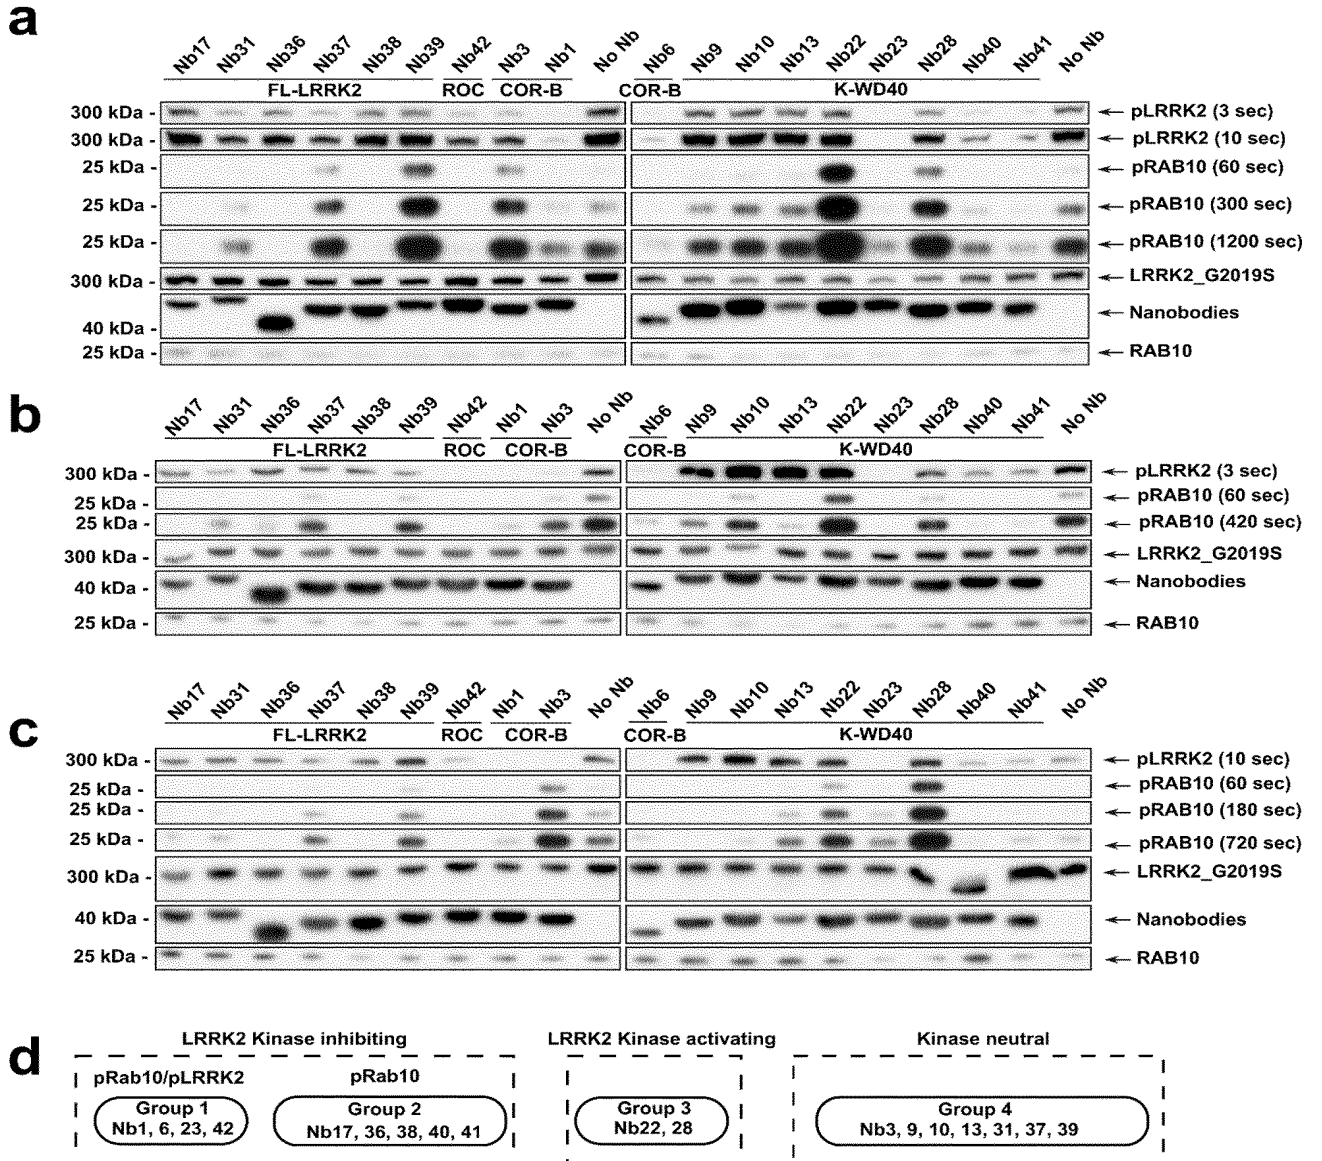 a
Nb17 Nb31 Nb36 Nb37 Nb38 Nb39 Nb42 Nb3 Nb1 No Nb Nb6 Nb9 Nb10 Nb13 Nb22 Nb23 Nb28 Nb40 Nb41 No Nb
FL-LRRK2 ROC COR-B COR-B K-WD40
300 kDa - pLRRK2 (3 sec)
300 kDa - pLRRK2 (10 sec)
25 kDa - pRAB10 (60 sec)
25 kDa - pRAB10 (300 sec)
25 kDa - pRAB10 (1200 sec)
300 kDa - LRRK2_G2019S
40 kDa - Nanobodies
25 kDa - RAB10
b
Nb17 Nb31 Nb36 Nb37 Nb38 Nb39 Nb42 Nb1 Nb3 No Nb Nb6 Nb9 Nb10 Nb13 Nb22 Nb23 Nb28 Nb40 Nb41 No Nb
FL-LRRK2 ROC COR-B COR-B K-WD40
300 kDa - pLRRK2 (3 sec)
25 kDa - pRAB10 (60 sec)
25 kDa - pRAB10 (420 sec)
300 kDa - LRRK2_G2019S
40 kDa - Nanobodies
25 kDa - RAB10
c
Nb17 Nb31 Nb36 Nb37 Nb38 Nb39 Nb42 Nb1 Nb3 No Nb Nb6 Nb9 Nb10 Nb13 Nb22 Nb23 Nb28 Nb40 Nb41 No Nb
FL-LRRK2 ROC COR-B COR-B K-WD40
300 kDa - pLRRK2 (10 sec)
25 kDa - pRAB10 (60 sec)
25 kDa - pRAB10 (180 sec)
25 kDa - pRAB10 (720 sec)
300 kDa - LRRK2_G2019S
40 kDa - Nanobodies
25 kDa - RAB10
d
LRRK2 Kinase inhibiting LRRK2 Kinase activating Kinase neutral
pRab10/pLRRK2 pRab10
Group 1 Group 2 Group 3 Group 4
Nb1, 6, 23, 42 Nb17, 36, 38, 40, 41 Nb22, 28 Nb3, 9, 10, 13, 31, 37, 39